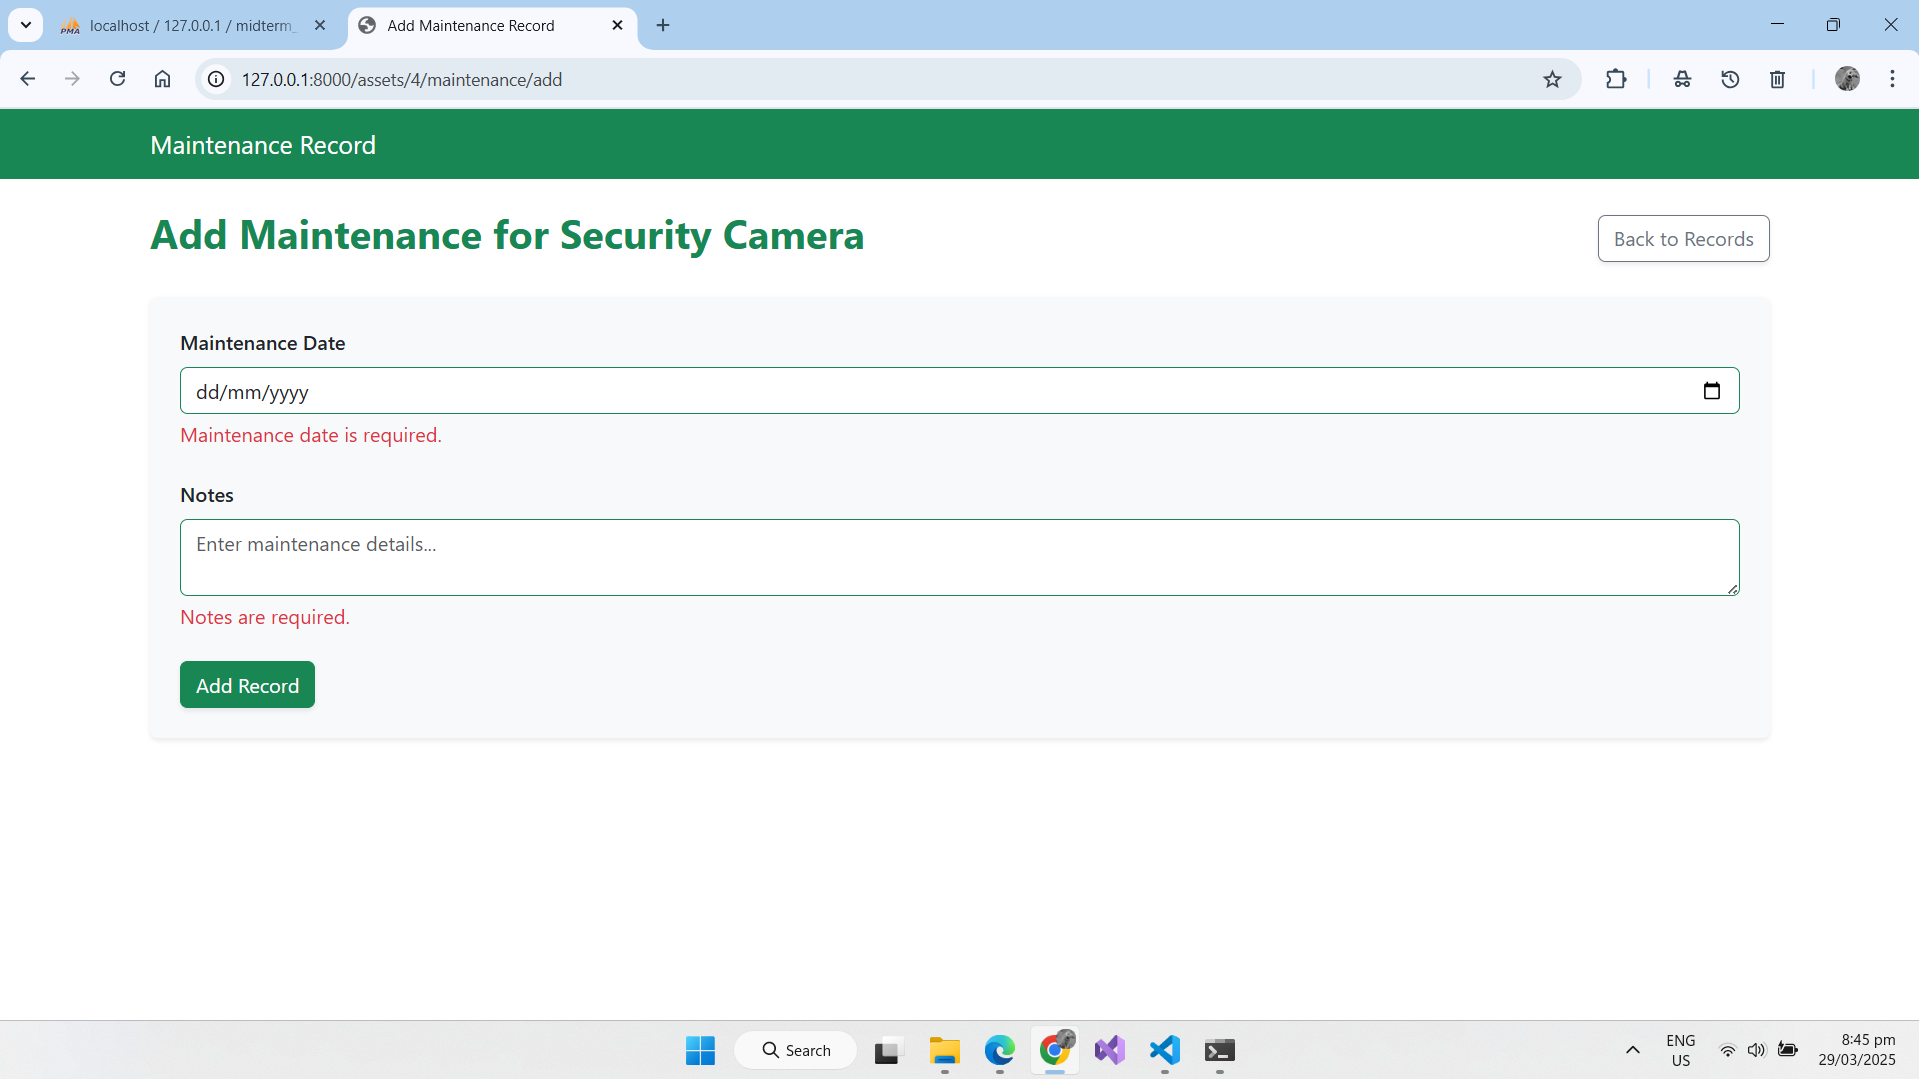 localhost / 127.0.0.1 / midterm_
Add Maintenance Record
127.0.0.1:8000/assets/4/maintenance/add
Maintenance Record
Add Maintenance for Security Camera
Back to Records
Maintenance Date
dd/mm/yyyy
Maintenance date is required.
Notes
Enter maintenance details...
Notes are required.
Add Record
Search
ENG
US
8:45 pm
29/03/2025